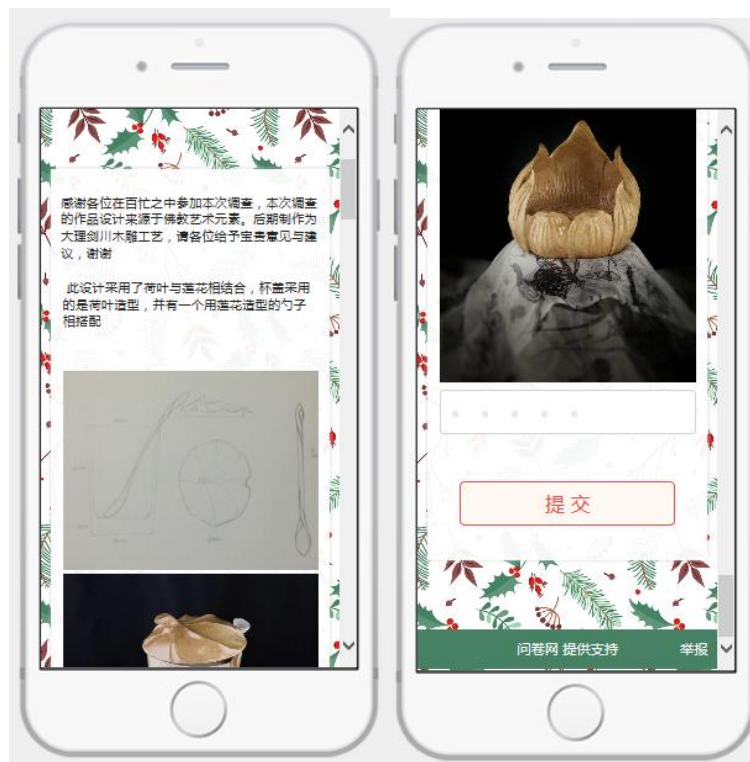 感谢各位在百忙之中参加本次调查，本次调查
的作品设计来源于佛教艺术元素。后期制作为
大理剑川木雕工艺，请各位给予宝贵意见与建
议，谢谢
此设计采用了荷叶与莲花相结合，杯盖采用
的是荷叶造型，并有一个用莲花造型的勺子
相搭配
提交
问卷网 提供支持
举报